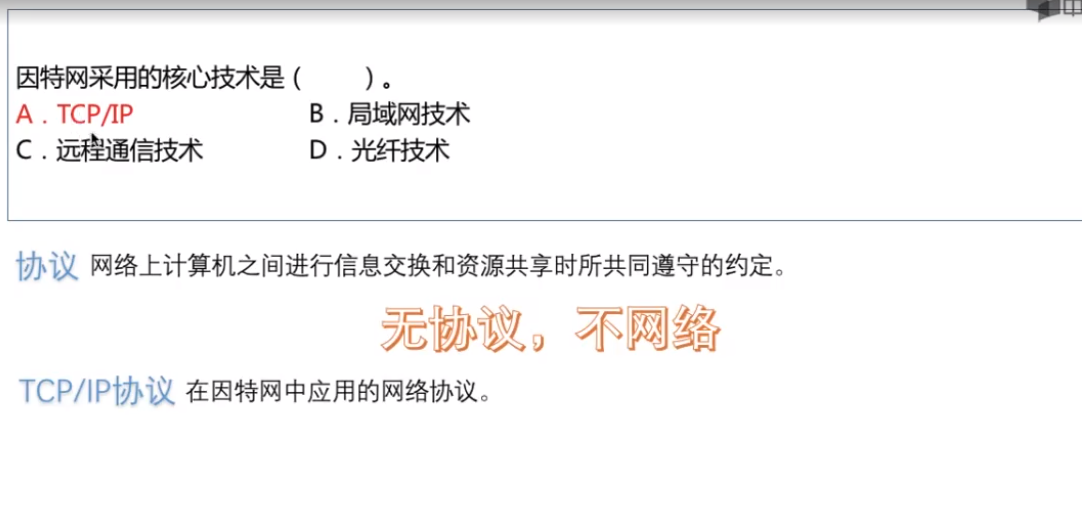 因特网采用的核心技术是（　　）。
A．TCP/IP　　B．局域网技术
C．远程通信技术　　D．光纤技术
协议 网络上计算机之间进行信息交换和资源共享时所共同遵守的约定。
无协议，不网络
TCP/IP协议 在因特网中应用的网络协议。